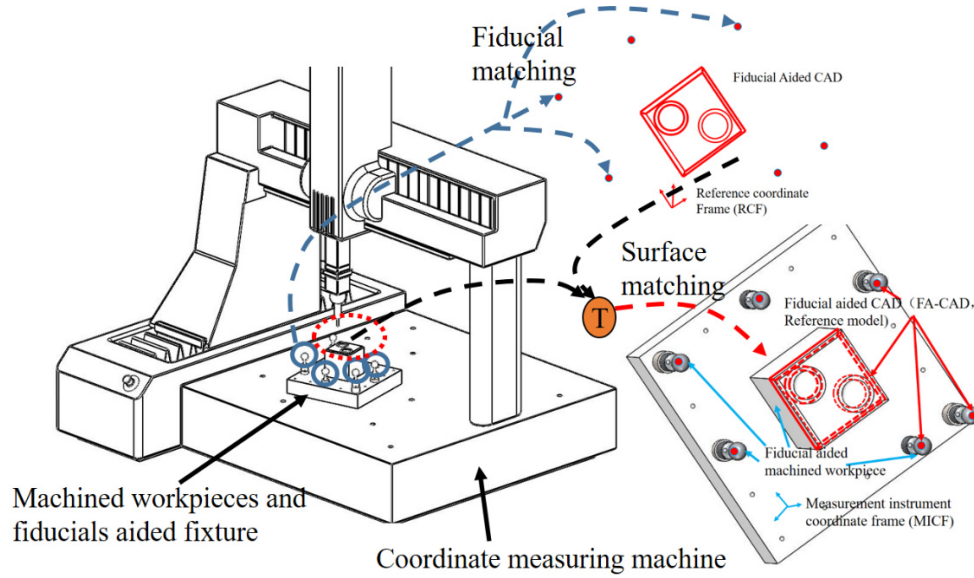 Fiducial
matching
Fiducial Aided CAD
Reference coordinate
Frame (RCF)
Surface
matching
T
Fiducial aided CAD（FA-CAD，
Reference model)
Fiducial aided
machined workpiece
Measurement instrument
coordinate frame (MICF)
Machined workpieces and
fiducials aided fixture
Coordinate measuring machine